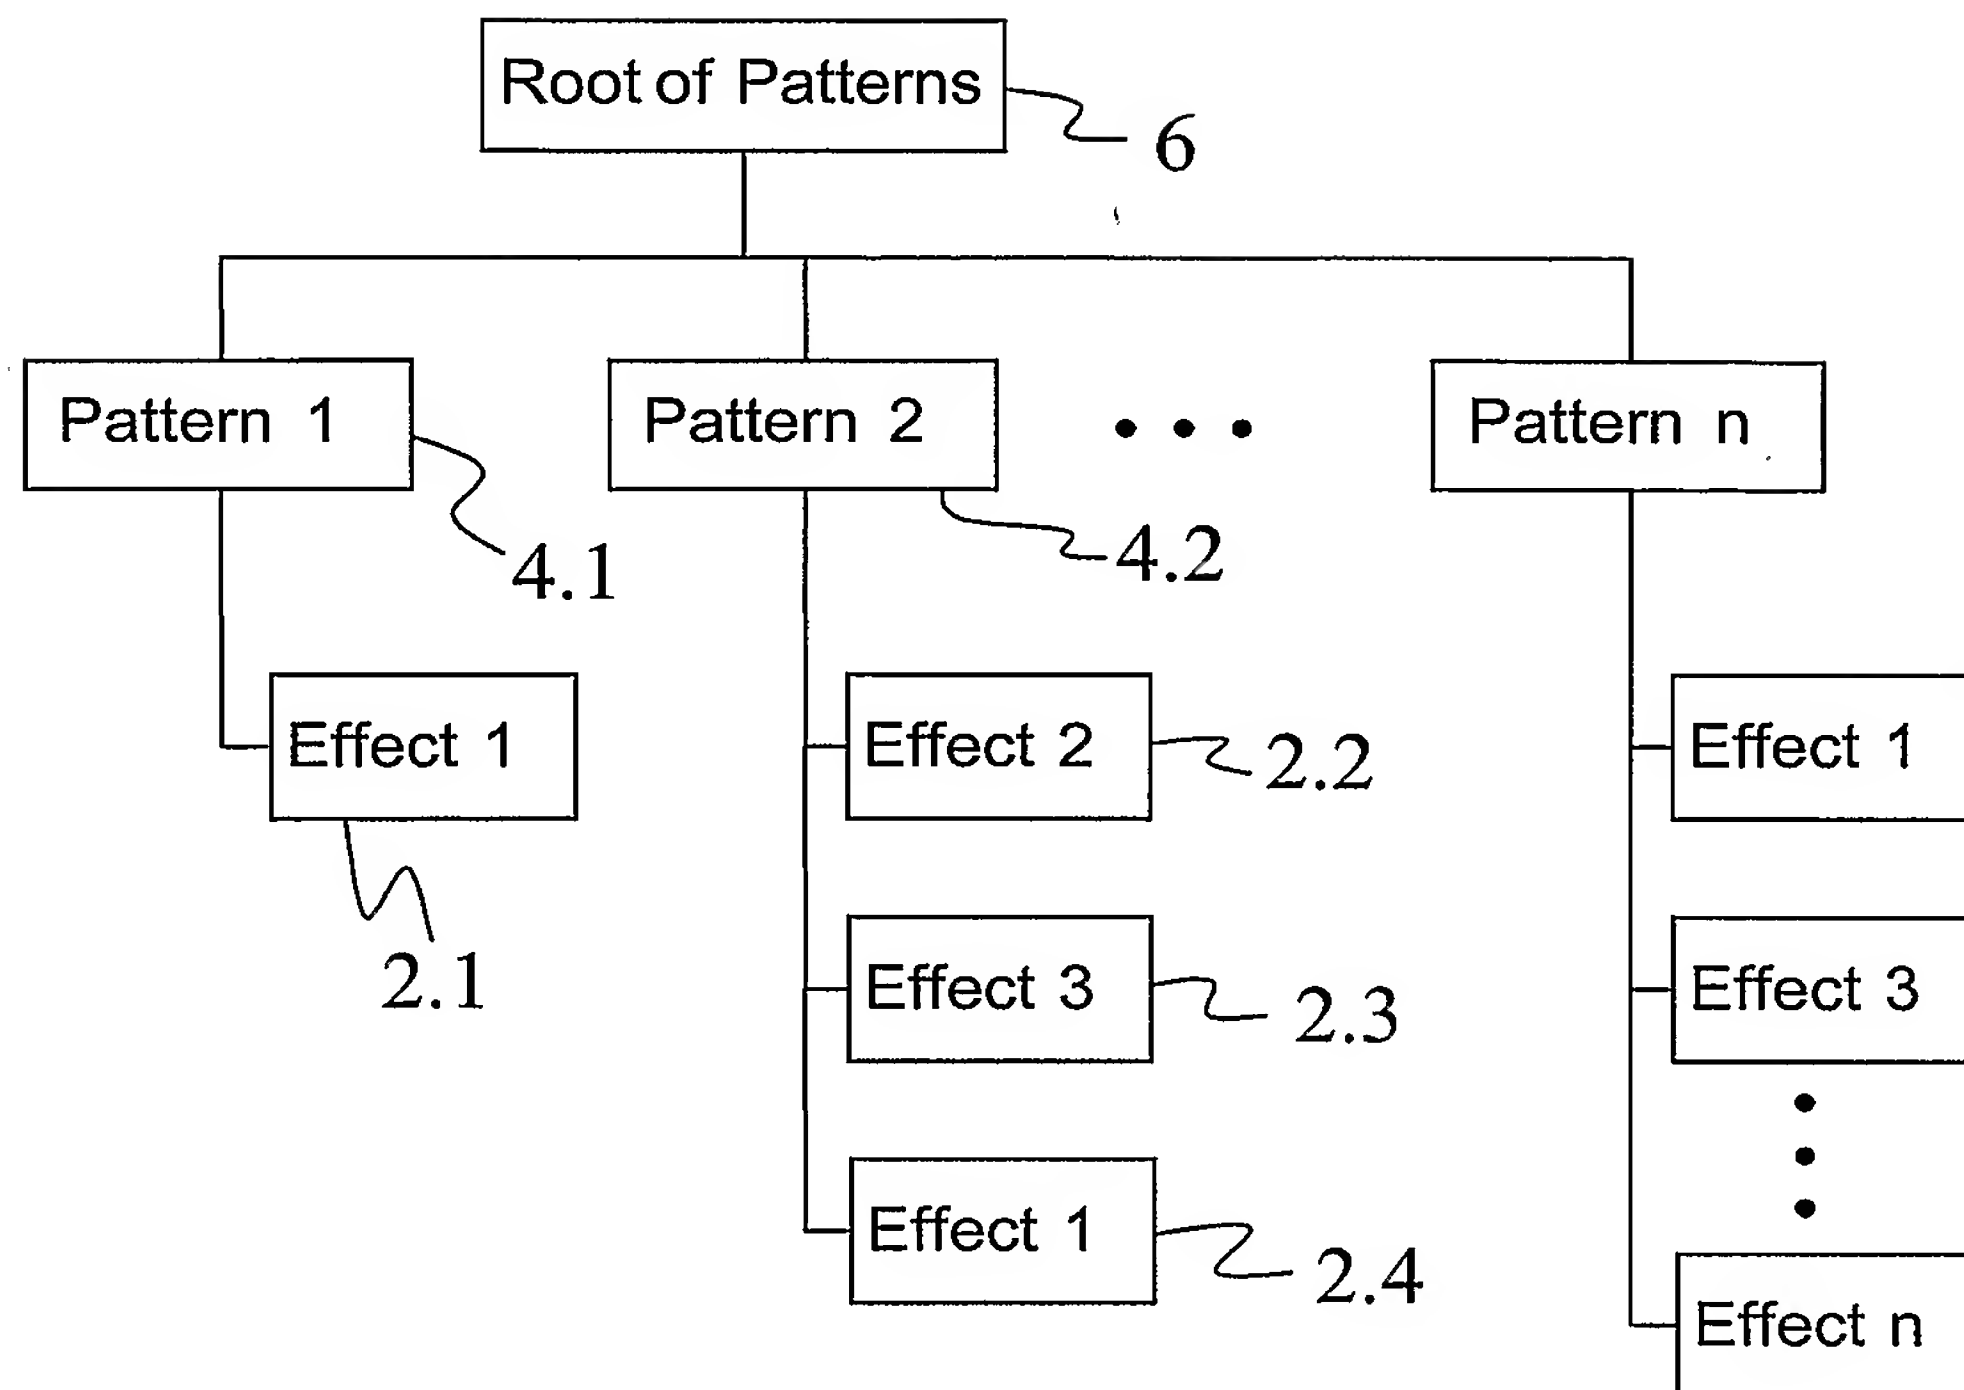 Root of Patterns
6
Pattern 1
Pattern 2
Pattern n
4.1
4.2
Effect 1
Effect 2
2.2
Effect 1
2.1
Effect 3
2.3
Effect 3
Effect 1
2.4
Effect n